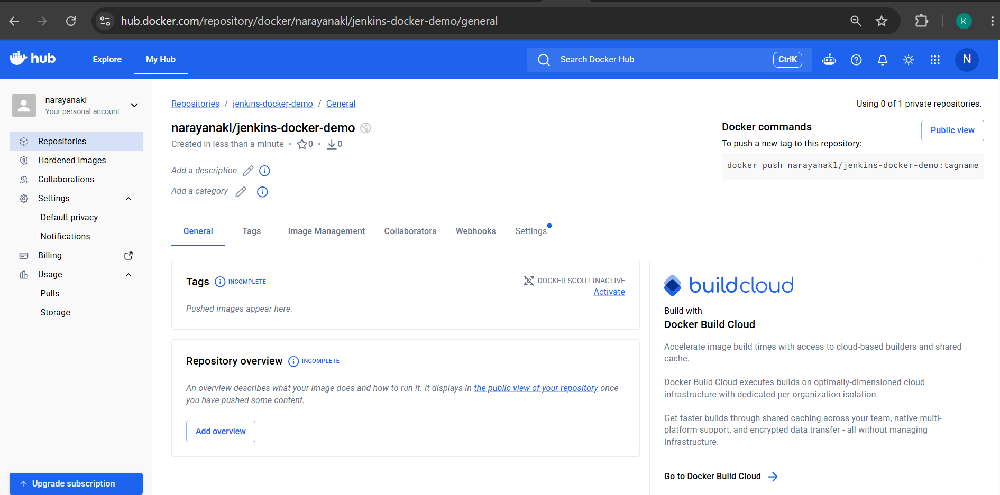 hub.docker.com/repository/docker/narayanakl/jenkins-docker-demo/general
K
hub
Explore
My Hub
Search Docker Hub
CtrlK
N
narayanakl
Your personal account
Repositories
Hardened Images
Collaborations
Settings
Default privacy
Notifications
Billing
Usage
Pulls
Storage
Upgrade subscription
Repositories / jenkins-docker-demo / General
Using 0 of 1 private repositories.
narayanakl/jenkins-docker-demo
Created in less than a minute · 0 · 0
Add a description
Add a category
Docker commands
Public view
To push a new tag to this repository:
docker push narayanakl/jenkins-docker-demo:tagname
General
Tags
Image Management
Collaborators
Webhooks
Settings
Tags
INCOMPLETE
DOCKER SCOUT INACTIVE
Activate
Pushed images appear here.
Repository overview
INCOMPLETE
An overview describes what your image does and how to run it. It displays in the public view of your repository once
you have pushed some content.
Add overview
buildcloud
Build with
Docker Build Cloud
Accelerate image build times with access to cloud-based builders and shared
cache.
Docker Build Cloud executes builds on optimally-dimensioned cloud
infrastructure with dedicated per-organization isolation.
Get faster builds through shared caching across your team, native multi-
platform support, and encrypted data transfer - all without managing
infrastructure.
Go to Docker Build Cloud